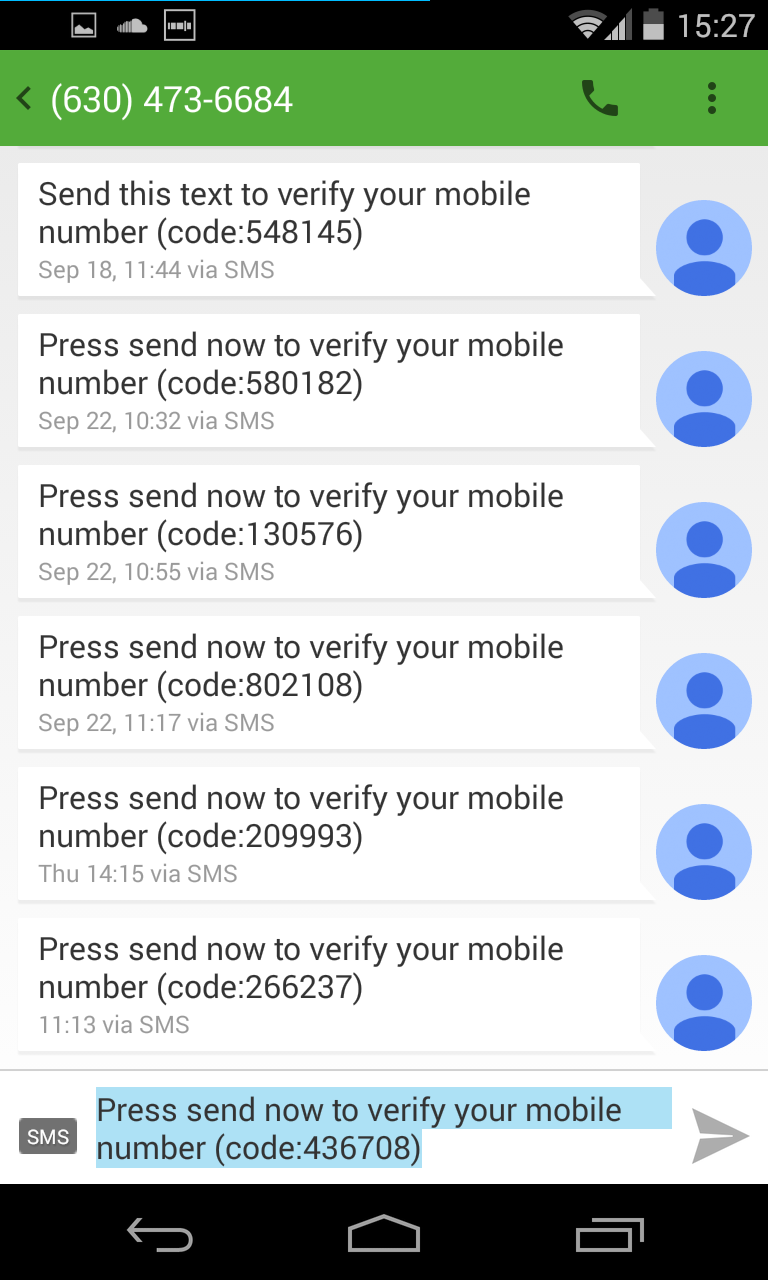 15:27
(630) 473-6684
Send this text to verify your mobile
number (code:548145)
Sep 18, 11:44 via SMS
Press send now to verify your mobile
number (code:580182)
Sep 22, 10:32 via SMS
Press send now to verify your mobile
number (code:130576)
Sep 22, 10:55 via SMS
Press send now to verify your mobile
number (code:802108)
Sep 22, 11:17 via SMS
Press send now to verify your mobile
number (code:209993)
Thu 14:15 via SMS
Press send now to verify your mobile
number (code:266237)
11:13 via SMS
Press send now to verify your mobile
SMS
number (code:436708)